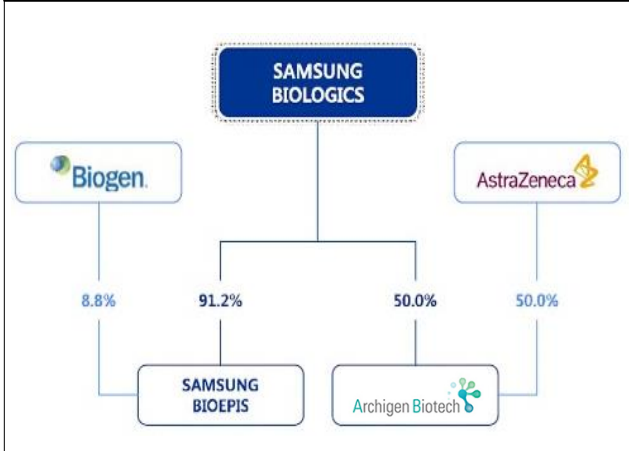 SAMSUNG
BIOLOGICS
Biogen.
AstraZeneca
8.8%
91.2%
50.0%
50.0%
SAMSUNG
BIOEPIS
Archigen Biotech